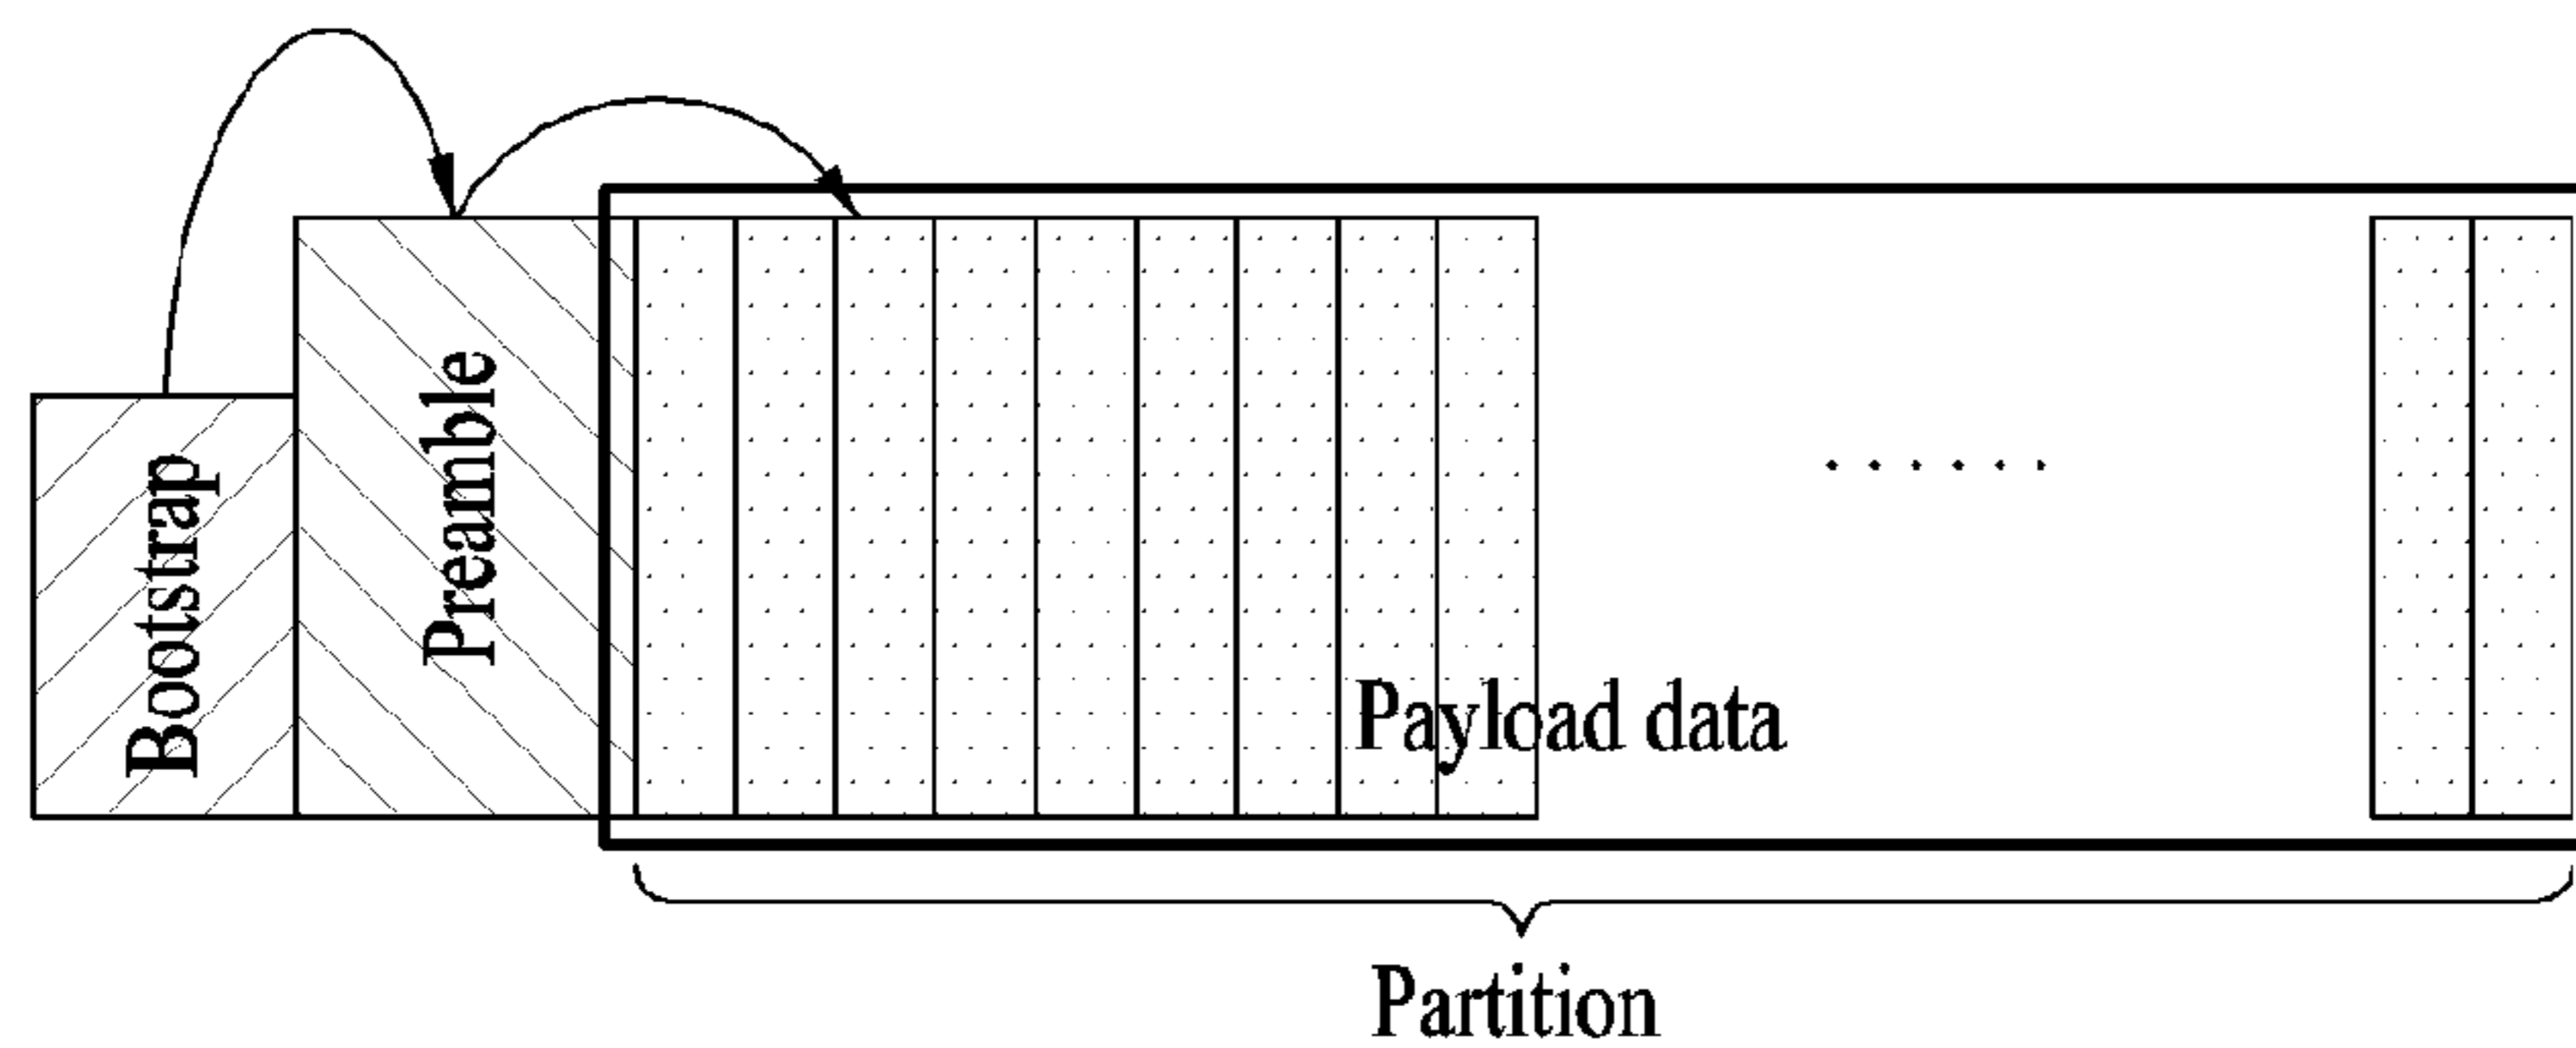 Bootstrap
Preamble
Payload data
......
Partition